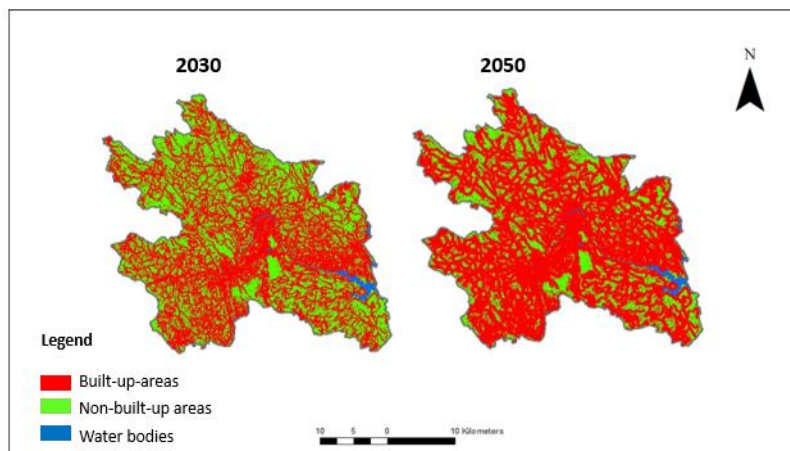 2030
2050
N
Legend
Built-up-areas
Non-built-up areas
Water bodies
10 5 0 10 Kilometers